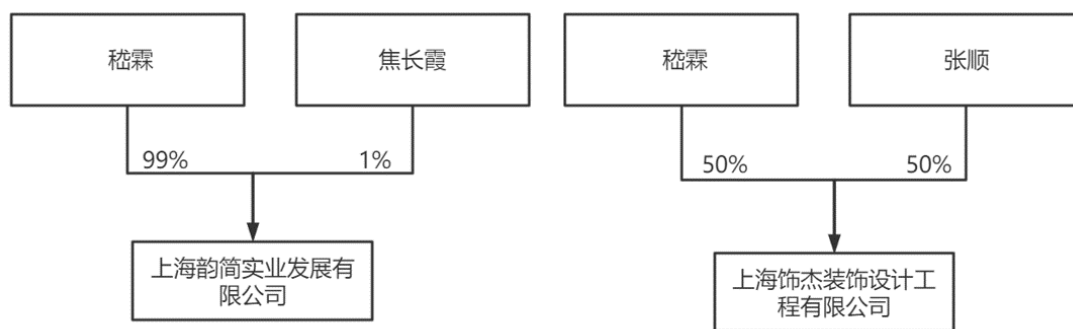 嵇霖
焦长霞
99%
1%
上海韵简实业发展有
限公司
嵇霖
张顺
50%
50%
上海饰杰装饰设计工
程有限公司